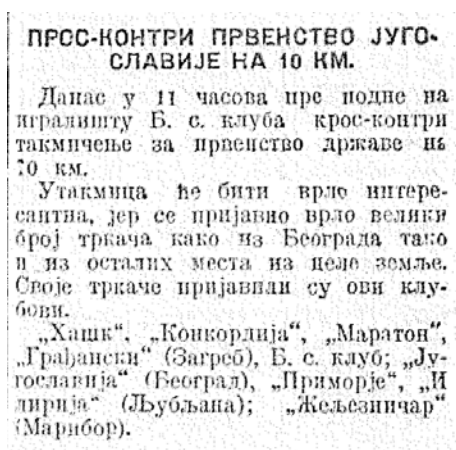 ПРОС-КОНТРИ ПРВЕНСТВО ЈУГО-
СЛАВИЈЕ НА 10 КМ.
Данас у 11 часова пре подне на
игралишту Б. с. клуба крос-контри
такмичење за првенство државе на
10 км.
Утакмица ће бити врло интере-
сантна, јер се пријавио врло велики
број тркача како из Београда тако
и из осталих места из целе земље.
Своје тркаче пријавили су ови клу-
бови.
„Хашк“, „Конкордија“, „Маратон“,
„Грађански“ (Загреб), Б. с. клуб; „Ју-
гославија“ (Београд), „Приморје“, „И
лирија“ (Љубљана); „Жељезничар“
(Марибор).